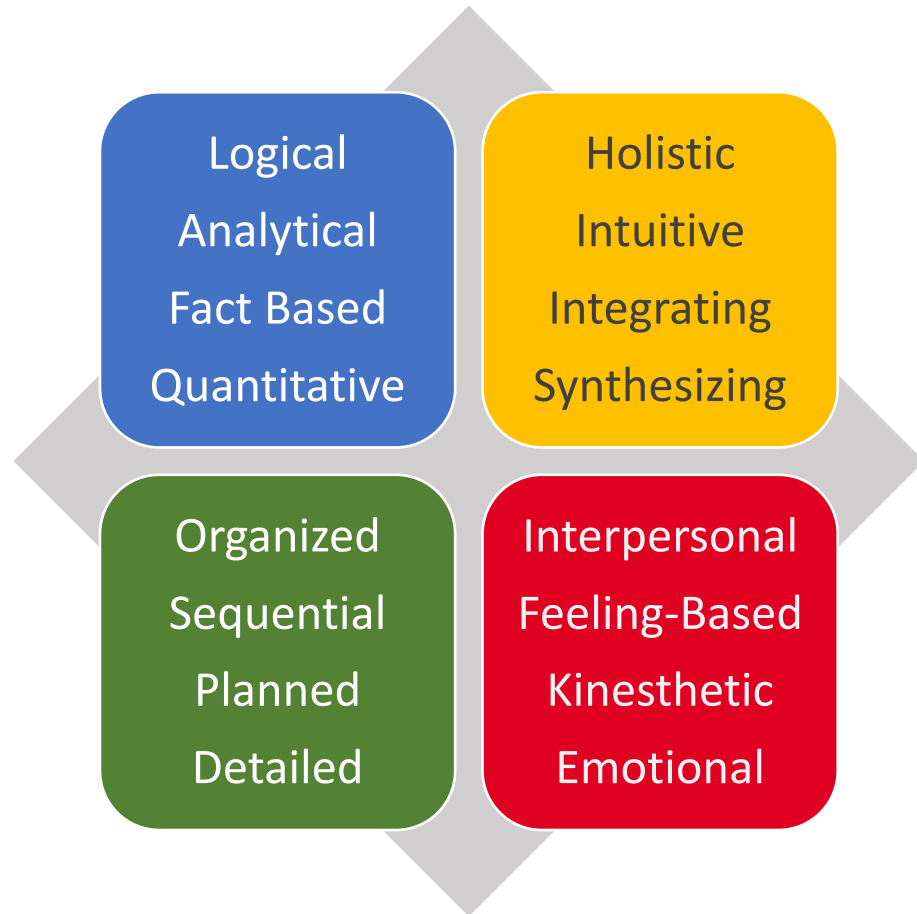 Logical
Analytical
Fact Based
Quantitative
Holistic
Intuitive
Integrating
Synthesizing
Organized
Sequential
Planned
Detailed
Interpersonal
Feeling-Based
Kinesthetic
Emotional